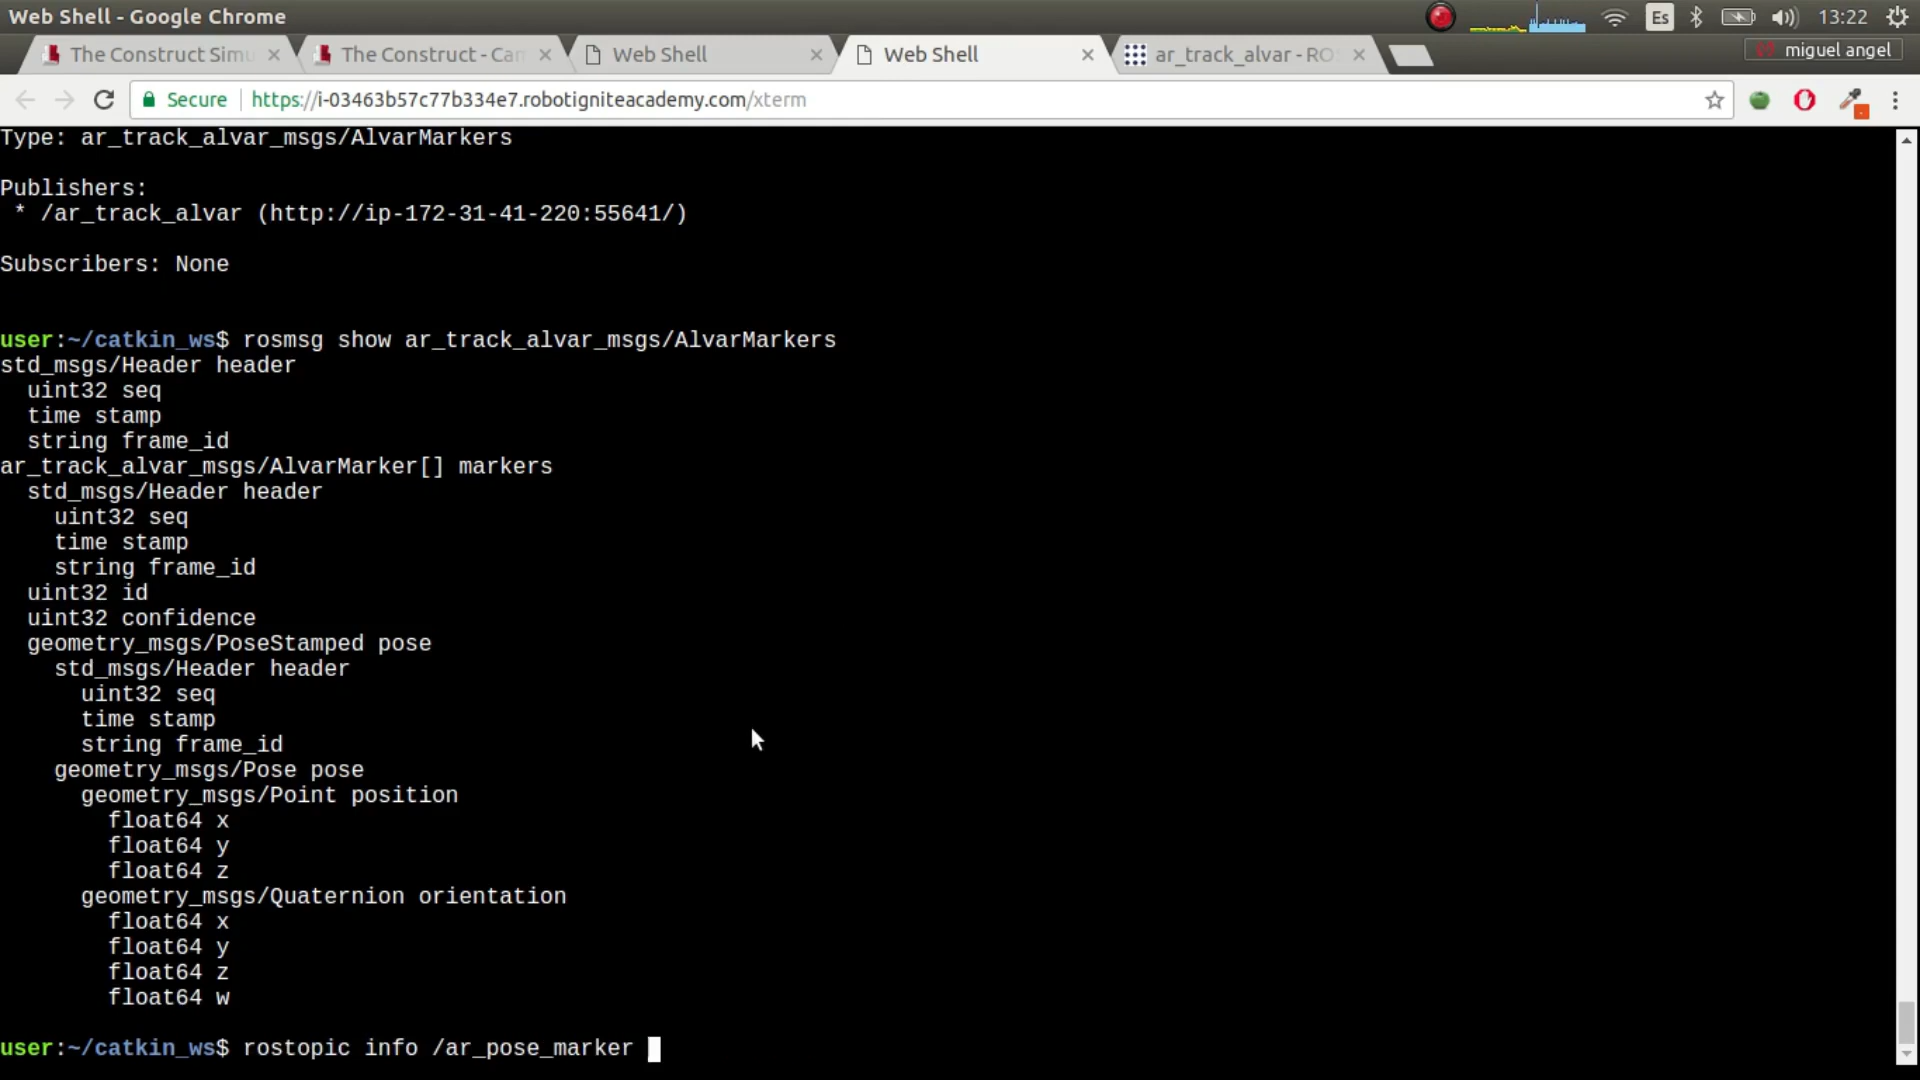 Web Shell - Google Chrome
Es
13:22
The Construct Simu
The Construct - Cam
Web Shell
Web Shell
ar_track_alvar - RO
miguel angel
Secure
https://i-03463b57c77b334e7.robotigniteacademy.com/xterm
Type: ar_track_alvar_msgs/AlvarMarkers
Publishers:
* /ar_track_alvar (http://ip-172-31-41-220:55641/)
Subscribers: None
user:~/catkin_ws$ rosmsg show ar_track_alvar_msgs/AlvarMarkers
std_msgs/Header header
uint32 seq
time stamp
string frame_id
ar_track_alvar_msgs/AlvarMarker[] markers
std_msgs/Header header
uint32 seq
time stamp
string frame_id
uint32 id
uint32 confidence
geometry_msgs/PoseStamped pose
std_msgs/Header header
uint32 seq
time stamp
string frame_id
geometry_msgs/Pose pose
geometry_msgs/Point position
float64 x
float64 y
float64 z
geometry_msgs/Quaternion orientation
float64 x
float64 y
float64 z
float64 w
user:~/catkin_ws$ rostopic info /ar_pose_marker